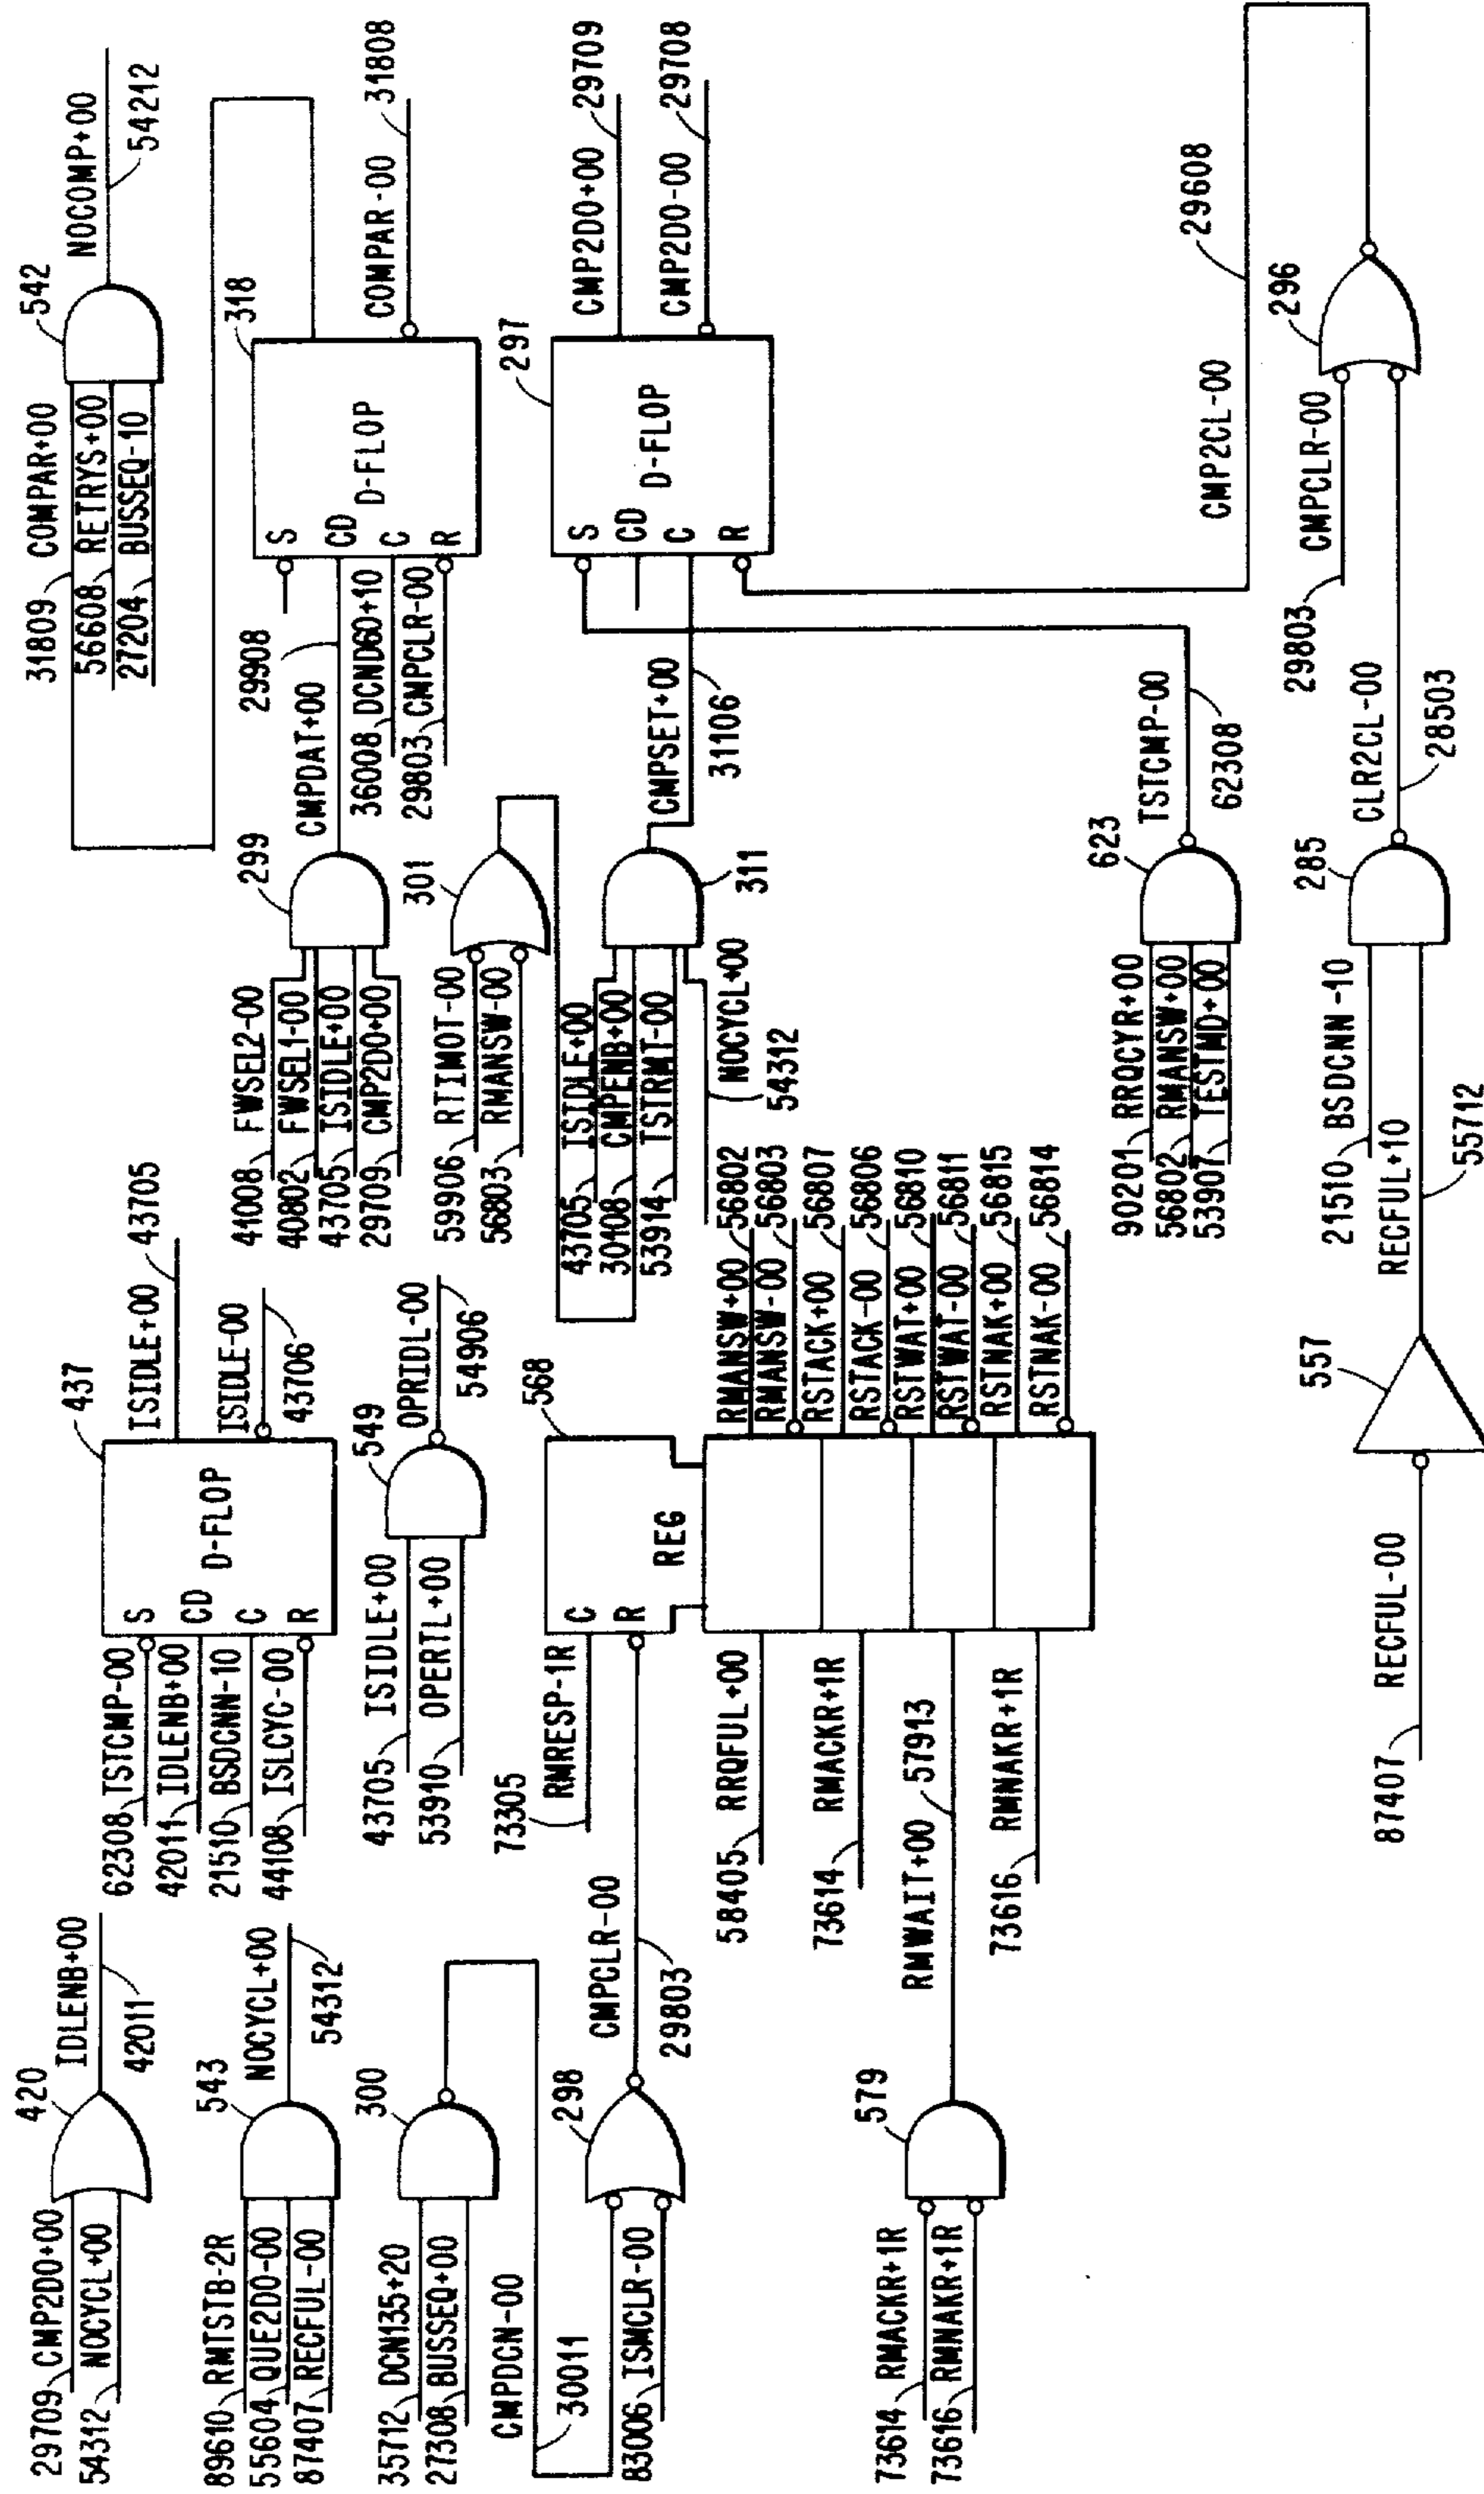 29709 CMP2DO+00
54312 NOCYCL+00
420
IDLENB+00
42011
89610 RMTSTB-2R
55604 QUE2DO-00
87407 RECFUL-00
543
NOCYCL+00
54312
35712 DCN135+20
27308 BUSSEQ+00
300
CMPDCN-00
30011
83006 ISMCLR-00
298
CMPCLR-00
29803
73614 RMACKR+1R
73616 RMNAKR+1R
579
RMWAIT+00
57913
62308 TSTCMP-00
42011 IDLENB+00
21510 BSDCNN-10
44108 ISLCYC-00
S
CD
C
R
D-FLOP
437
ISIDLE+00
43705
ISIDLE-00
43706
43705 ISIDLE+00
53910 OPERTL+00
549
OPRIDL-00
54906
73305
RMRESP-1R
C
R
REG
568
58405 RRQFUL+00
73614 RMACKR+1R
73616 RMNAKR+1R
RMANSW+00 56802
RMANSW-00 56803
RSTACK+00 56807
RSTACK-00 56806
RSTWAT+00 56810
RSTWAT-00 56811
RSTNAK+00 56815
RSTNAK-00 56814
87407
RECFUL-00
557
RECFUL+10
55712
21510 BSDCNN-10
285
CLR2CL-00
28503
29803
CMPCLR-00
296
CMP2CL-00
29608
41008 FWSEL2-00
40802 FWSEL1-00
43705 ISIDLE+00
29709 CMP2DO+00
299
CMPDAT+00
29908
36008 DCND60+10
29803 CMPCLR-00
S
CD
C
R
D-FLOP
318
COMPAR-00
31808
59906 RTIMOT-00
56803 RMANSW-00
301
43705 ISIDLE+00
30108 CMPENB+00
53914 TSTRMT-00
NOCYCL+00
54312
311
CMPSET+00
31106
S
CD
C
R
D-FLOP
297
CMP2DO+00
29709
CMP2DO-00
29708
90201 RRQCYR+00
56802 RMANSW+00
53907 TESTMD+00
623
TSTCMP-00
62308
31809 COMPAR+00
56608 RETRYS+00
27204 BUSSEQ-10
542
NOCOMP+00
54212